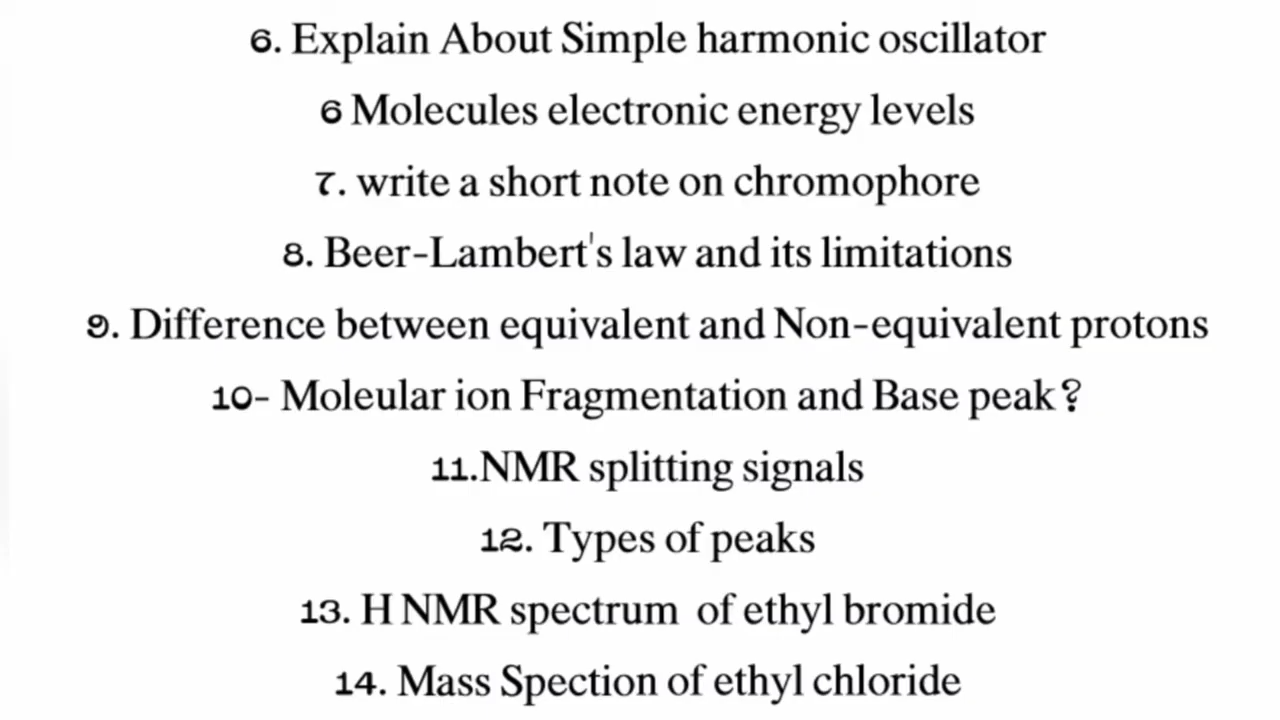 6. Explain About Simple harmonic oscillator
6 Molecules electronic energy levels
7. write a short note on chromophore
8. Beer-Lambert's law and its limitations
9. Difference between equivalent and Non-equivalent protons
10- Moleular ion Fragmentation and Base peak?
11.NMR splitting signals
12. Types of peaks
13. H NMR spectrum of ethyl bromide
14. Mass Spection of ethyl chloride